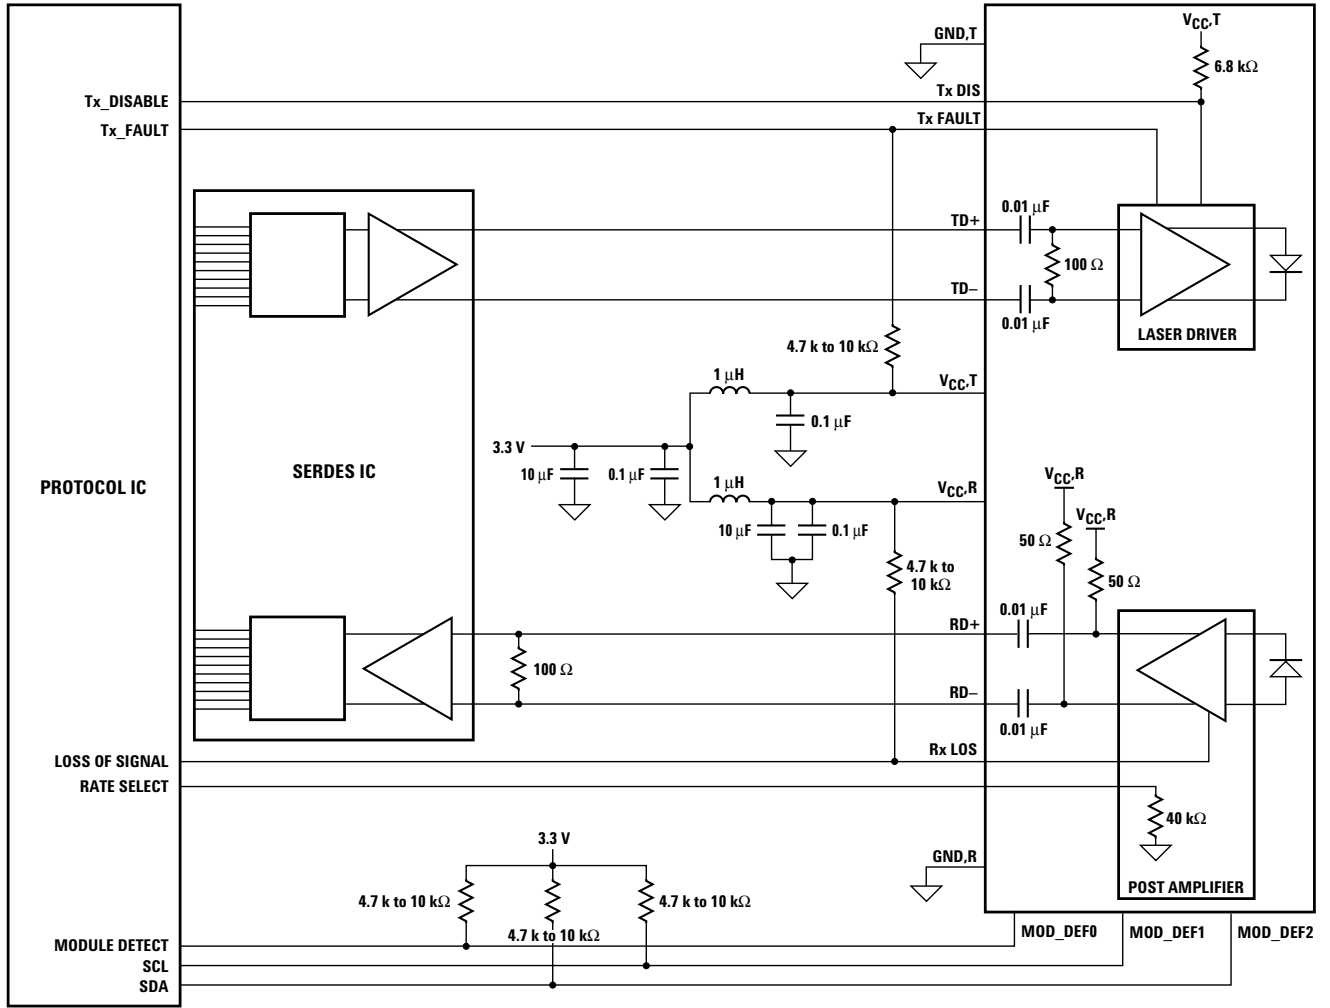 V_CC,T
GND,T
6.8 kΩ
Tx_DISABLE
Tx DIS
Tx_FAULT
Tx FAULT
0.01 µF
TD+
100 Ω
TD–
0.01 µF
LASER DRIVER
4.7 k to 10 kΩ
1 µH
V_CC,T
0.1 µF
3.3 V
10 µF
0.1 µF
SERDES IC
PROTOCOL IC
1 µH
V_CC,R
V_CC,R
V_CC,R
10 µF
0.1 µF
50 Ω
4.7 k to
10 kΩ
50 Ω
0.01 µF
RD+
100 Ω
RD–
0.01 µF
LOSS OF SIGNAL
Rx LOS
RATE SELECT
40 kΩ
3.3 V
GND,R
POST AMPLIFIER
4.7 k to 10 kΩ
4.7 k to 10 kΩ
4.7 k to 10 kΩ
MODULE DETECT
MOD_DEF0
MOD_DEF1
MOD_DEF2
SCL
SDA